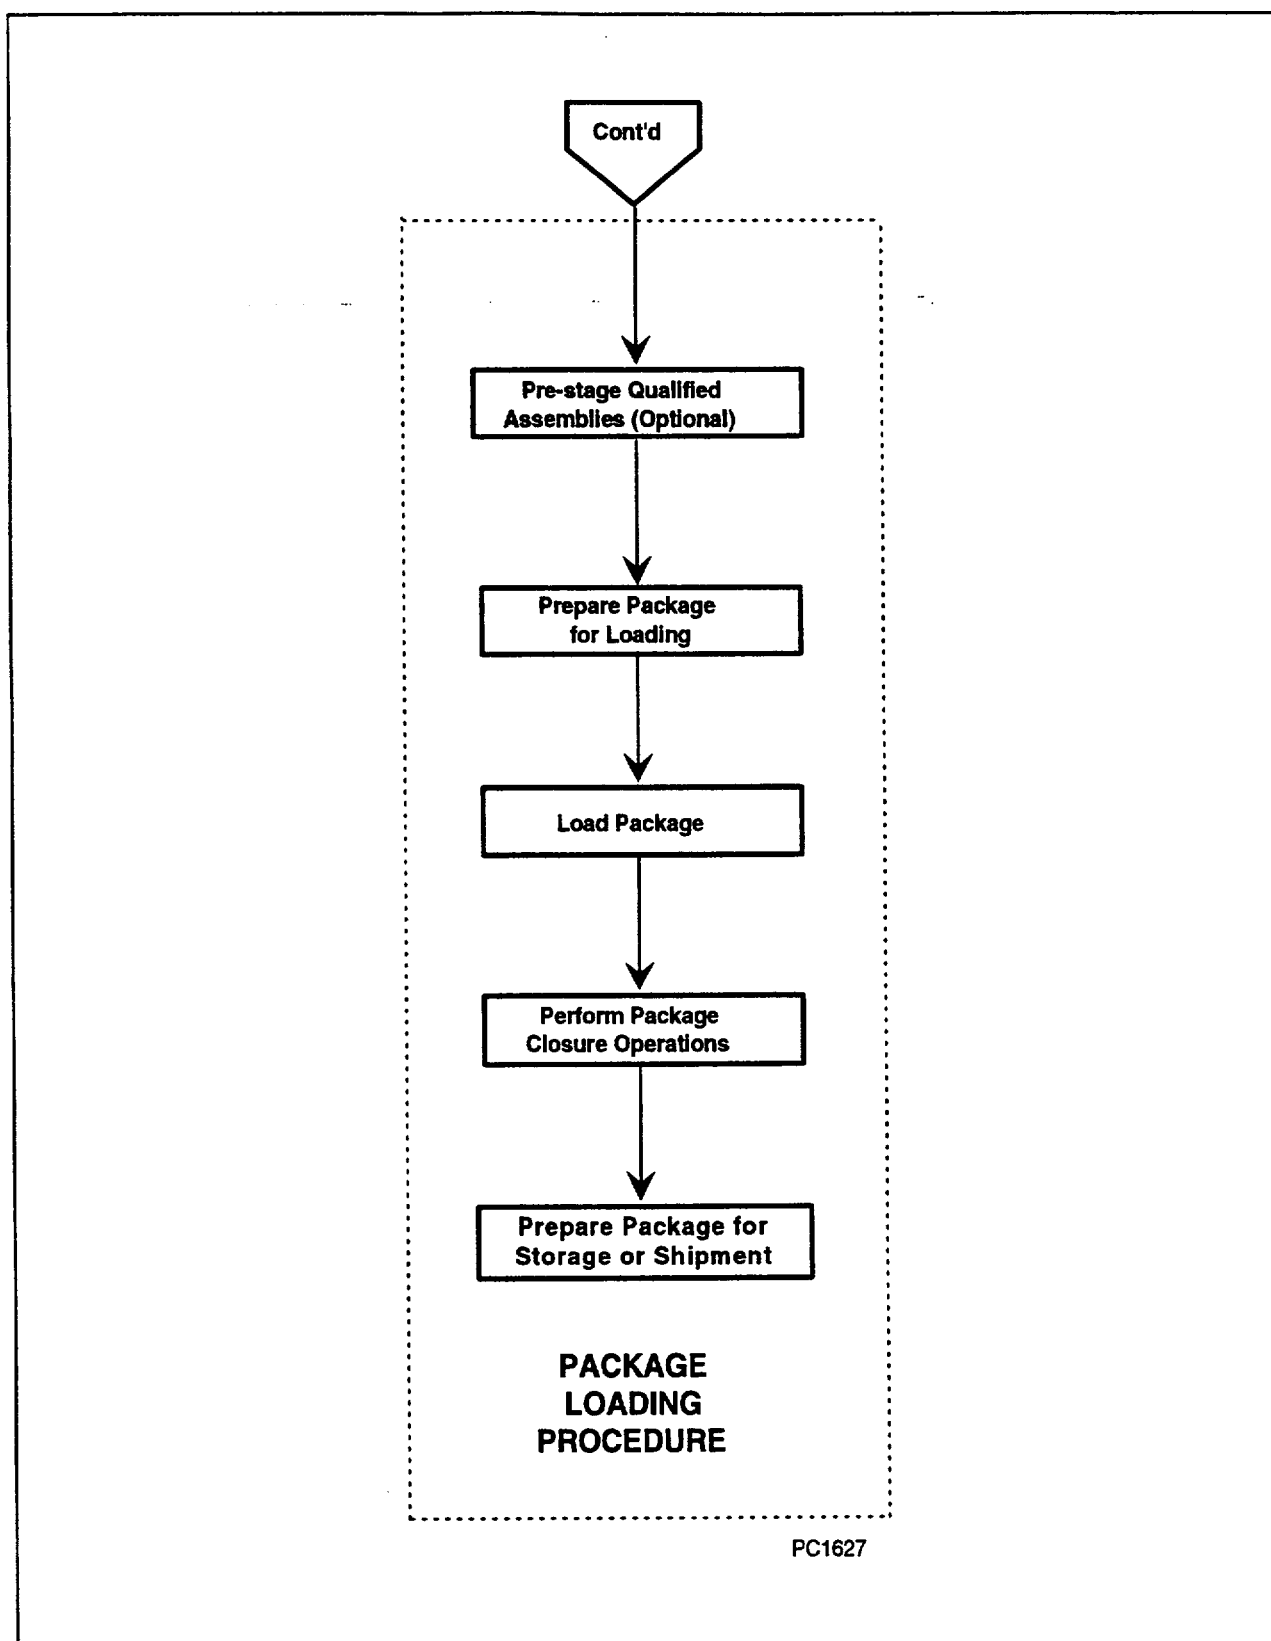 Cont'd
Pre-stage Qualified
Assemblies (Optional)
Prepare Package
for Loading
Load Package
Perform Package
Closure Operations
Prepare Package for
Storage or Shipment
PACKAGE
LOADING
PROCEDURE
PC1627